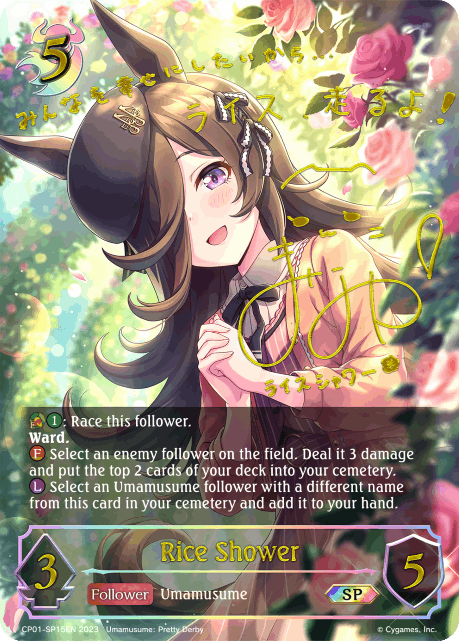 5
みんなを幸せにしたいから...
ライス、走るよ!
ライスシャワー
1 : Race this follower.
Ward.
F Select an enemy follower on the field. Deal it 3 damage
and put the top 2 cards of your deck into your cemetery.
L Select an Umamusume follower with a different name
from this card in your cemetery and add it to your hand.
Rice Shower
3
5
Follower Umamusume
SP
CP01-SP15EN 2023 Umamusume: Pretty Derby
© Cygames, Inc.